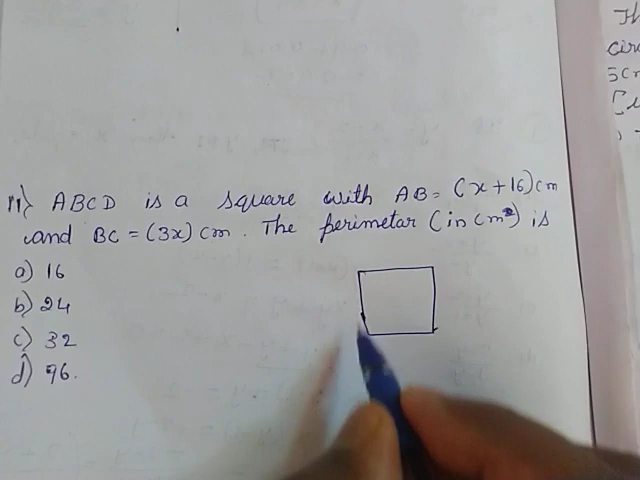 11) ABCD is a square with AB = (x+16)cm
and BC = (3x) cm. The perimetar (in cm²) is
a) 16
b) 24
c) 32
d) 96.